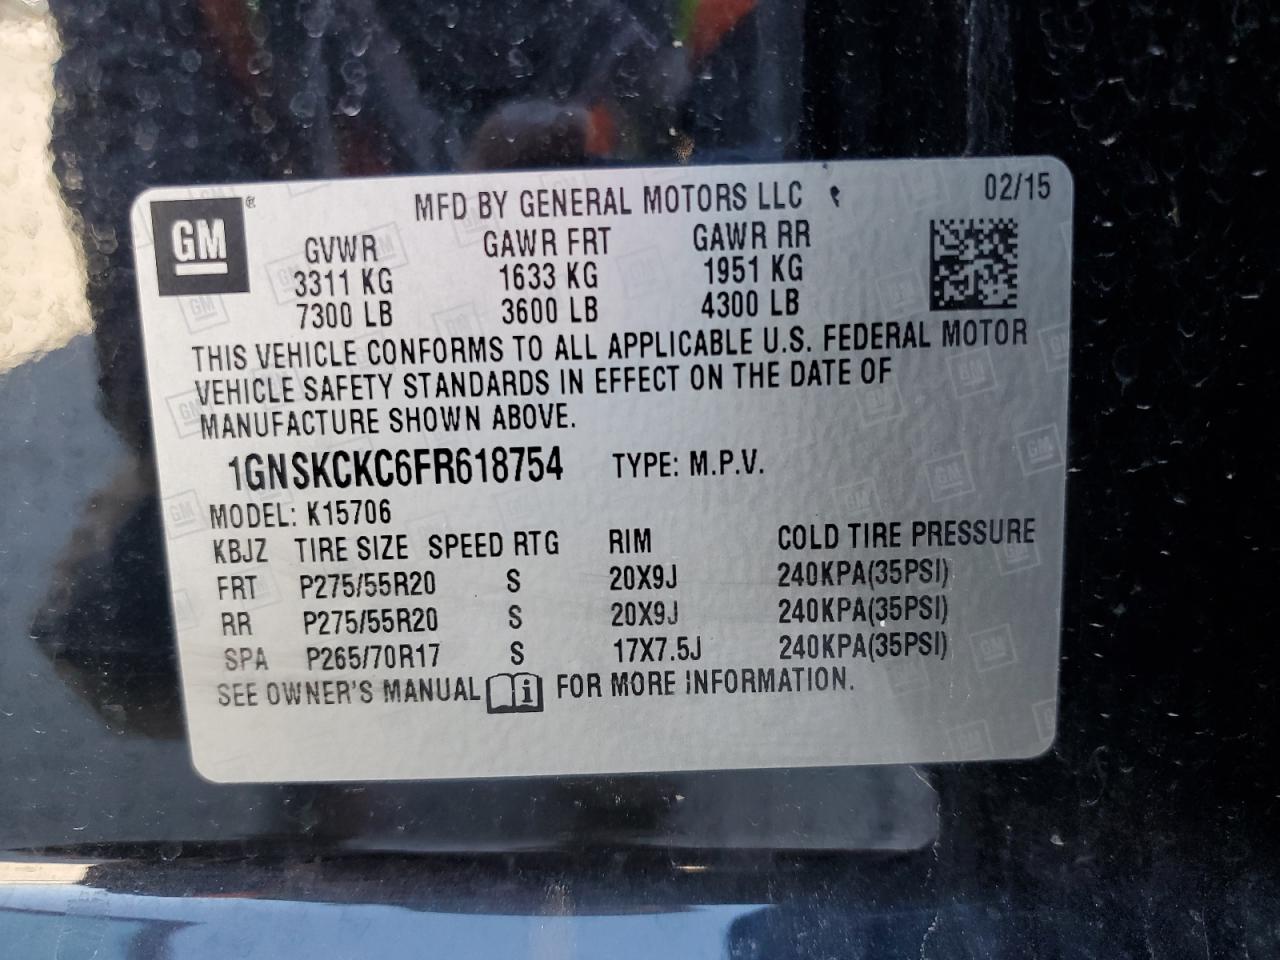 GM ®
MFD BY GENERAL MOTORS LLC 02/15
GVWR GAWR FRT GAWR RR
3311 KG 1633 KG 1951 KG
7300 LB 3600 LB 4300 LB
THIS VEHICLE CONFORMS TO ALL APPLICABLE U.S. FEDERAL MOTOR
VEHICLE SAFETY STANDARDS IN EFFECT ON THE DATE OF
MANUFACTURE SHOWN ABOVE.
1GNSKCKC6FR618754 TYPE: M.P.V.
MODEL: K15706
KBJZ TIRE SIZE SPEED RTG RIM COLD TIRE PRESSURE
FRT P275/55R20 S 20X9J 240KPA(35PSI)
RR P275/55R20 S 20X9J 240KPA(35PSI)
SPA P265/70R17 S 17X7.5J 240KPA(35PSI)
SEE OWNER'S MANUAL i FOR MORE INFORMATION.